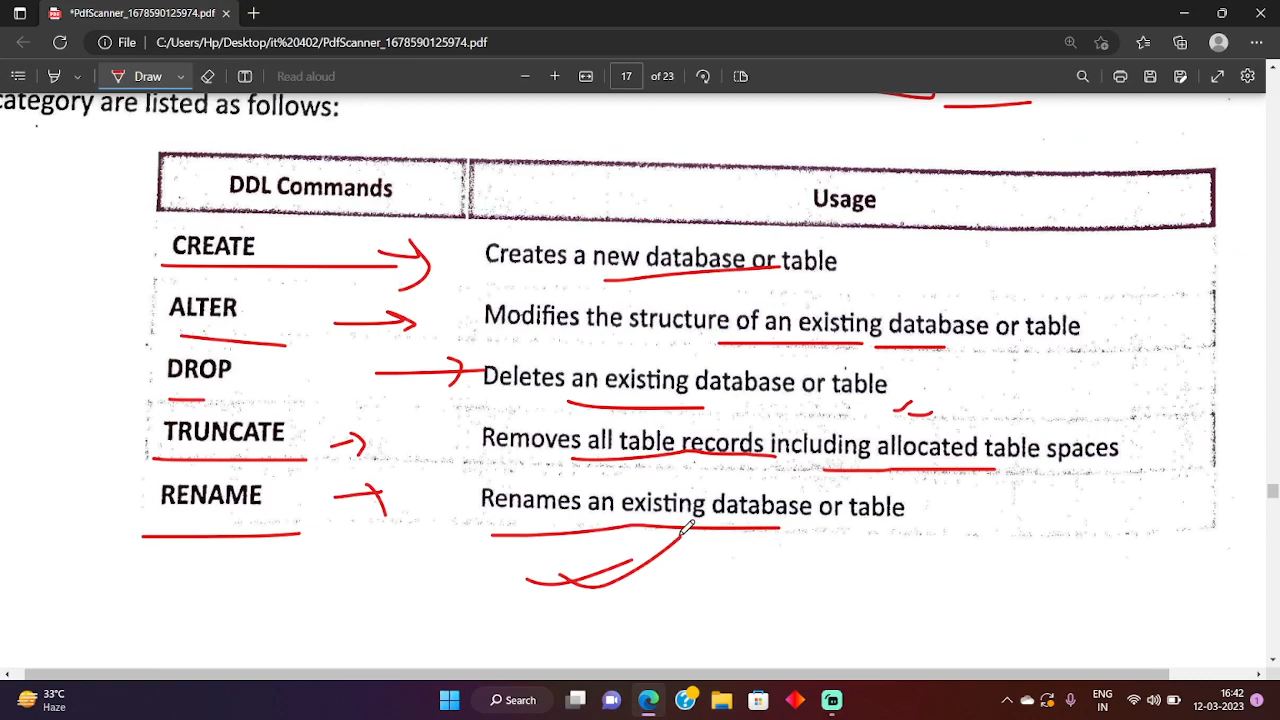 *PdfScanner_1678590125974.pdf
File C:/Users/Hp/Desktop/it%20402/PdfScanner_1678590125974.pdf
Draw Read aloud 17 of 23
category are listed as follows:
DDL Commands Usage
CREATE Creates a new database or table
ALTER Modifies the structure of an existing database or table
DROP Deletes an existing database or table
TRUNCATE Removes all table records including allocated table spaces
RENAME Renames an existing database or table
33°C
Haze
Search
ENG
IN
16:42
12-03-2023
1